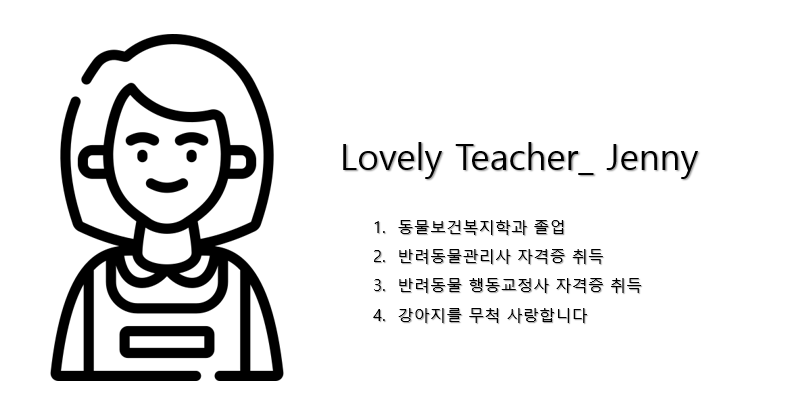 Lovely Teacher_ Jenny
1. 동물보건복지학과 졸업
2. 반려동물관리사 자격증 취득
3. 반려동물 행동교정사 자격증 취득
4. 강아지를 무척 사랑합니다